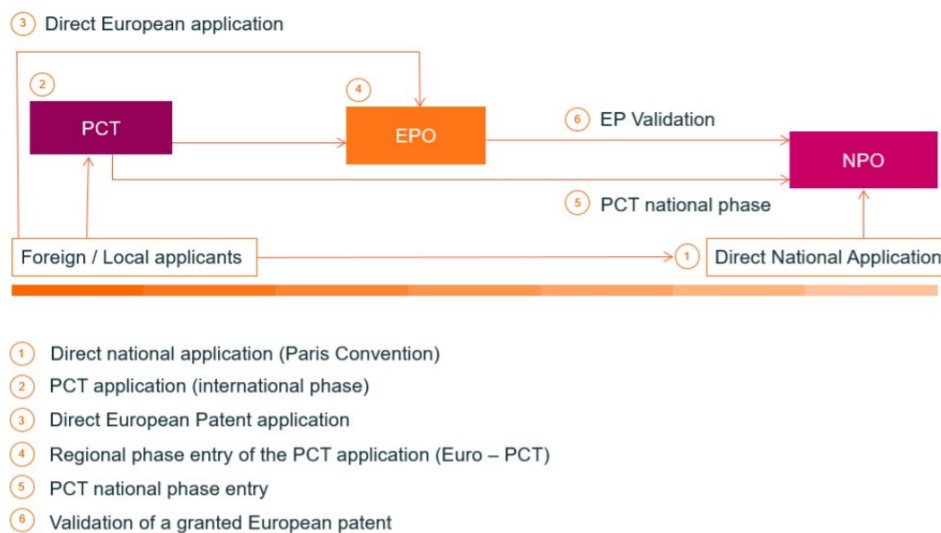 3 Direct European application
2
4
PCT
EPO
6 EP Validation
NPO
5 PCT national phase
Foreign / Local applicants
1 Direct National Application
1 Direct national application (Paris Convention)
2 PCT application (international phase)
3 Direct European Patent application
4 Regional phase entry of the PCT application (Euro – PCT)
5 PCT national phase entry
6 Validation of a granted European patent